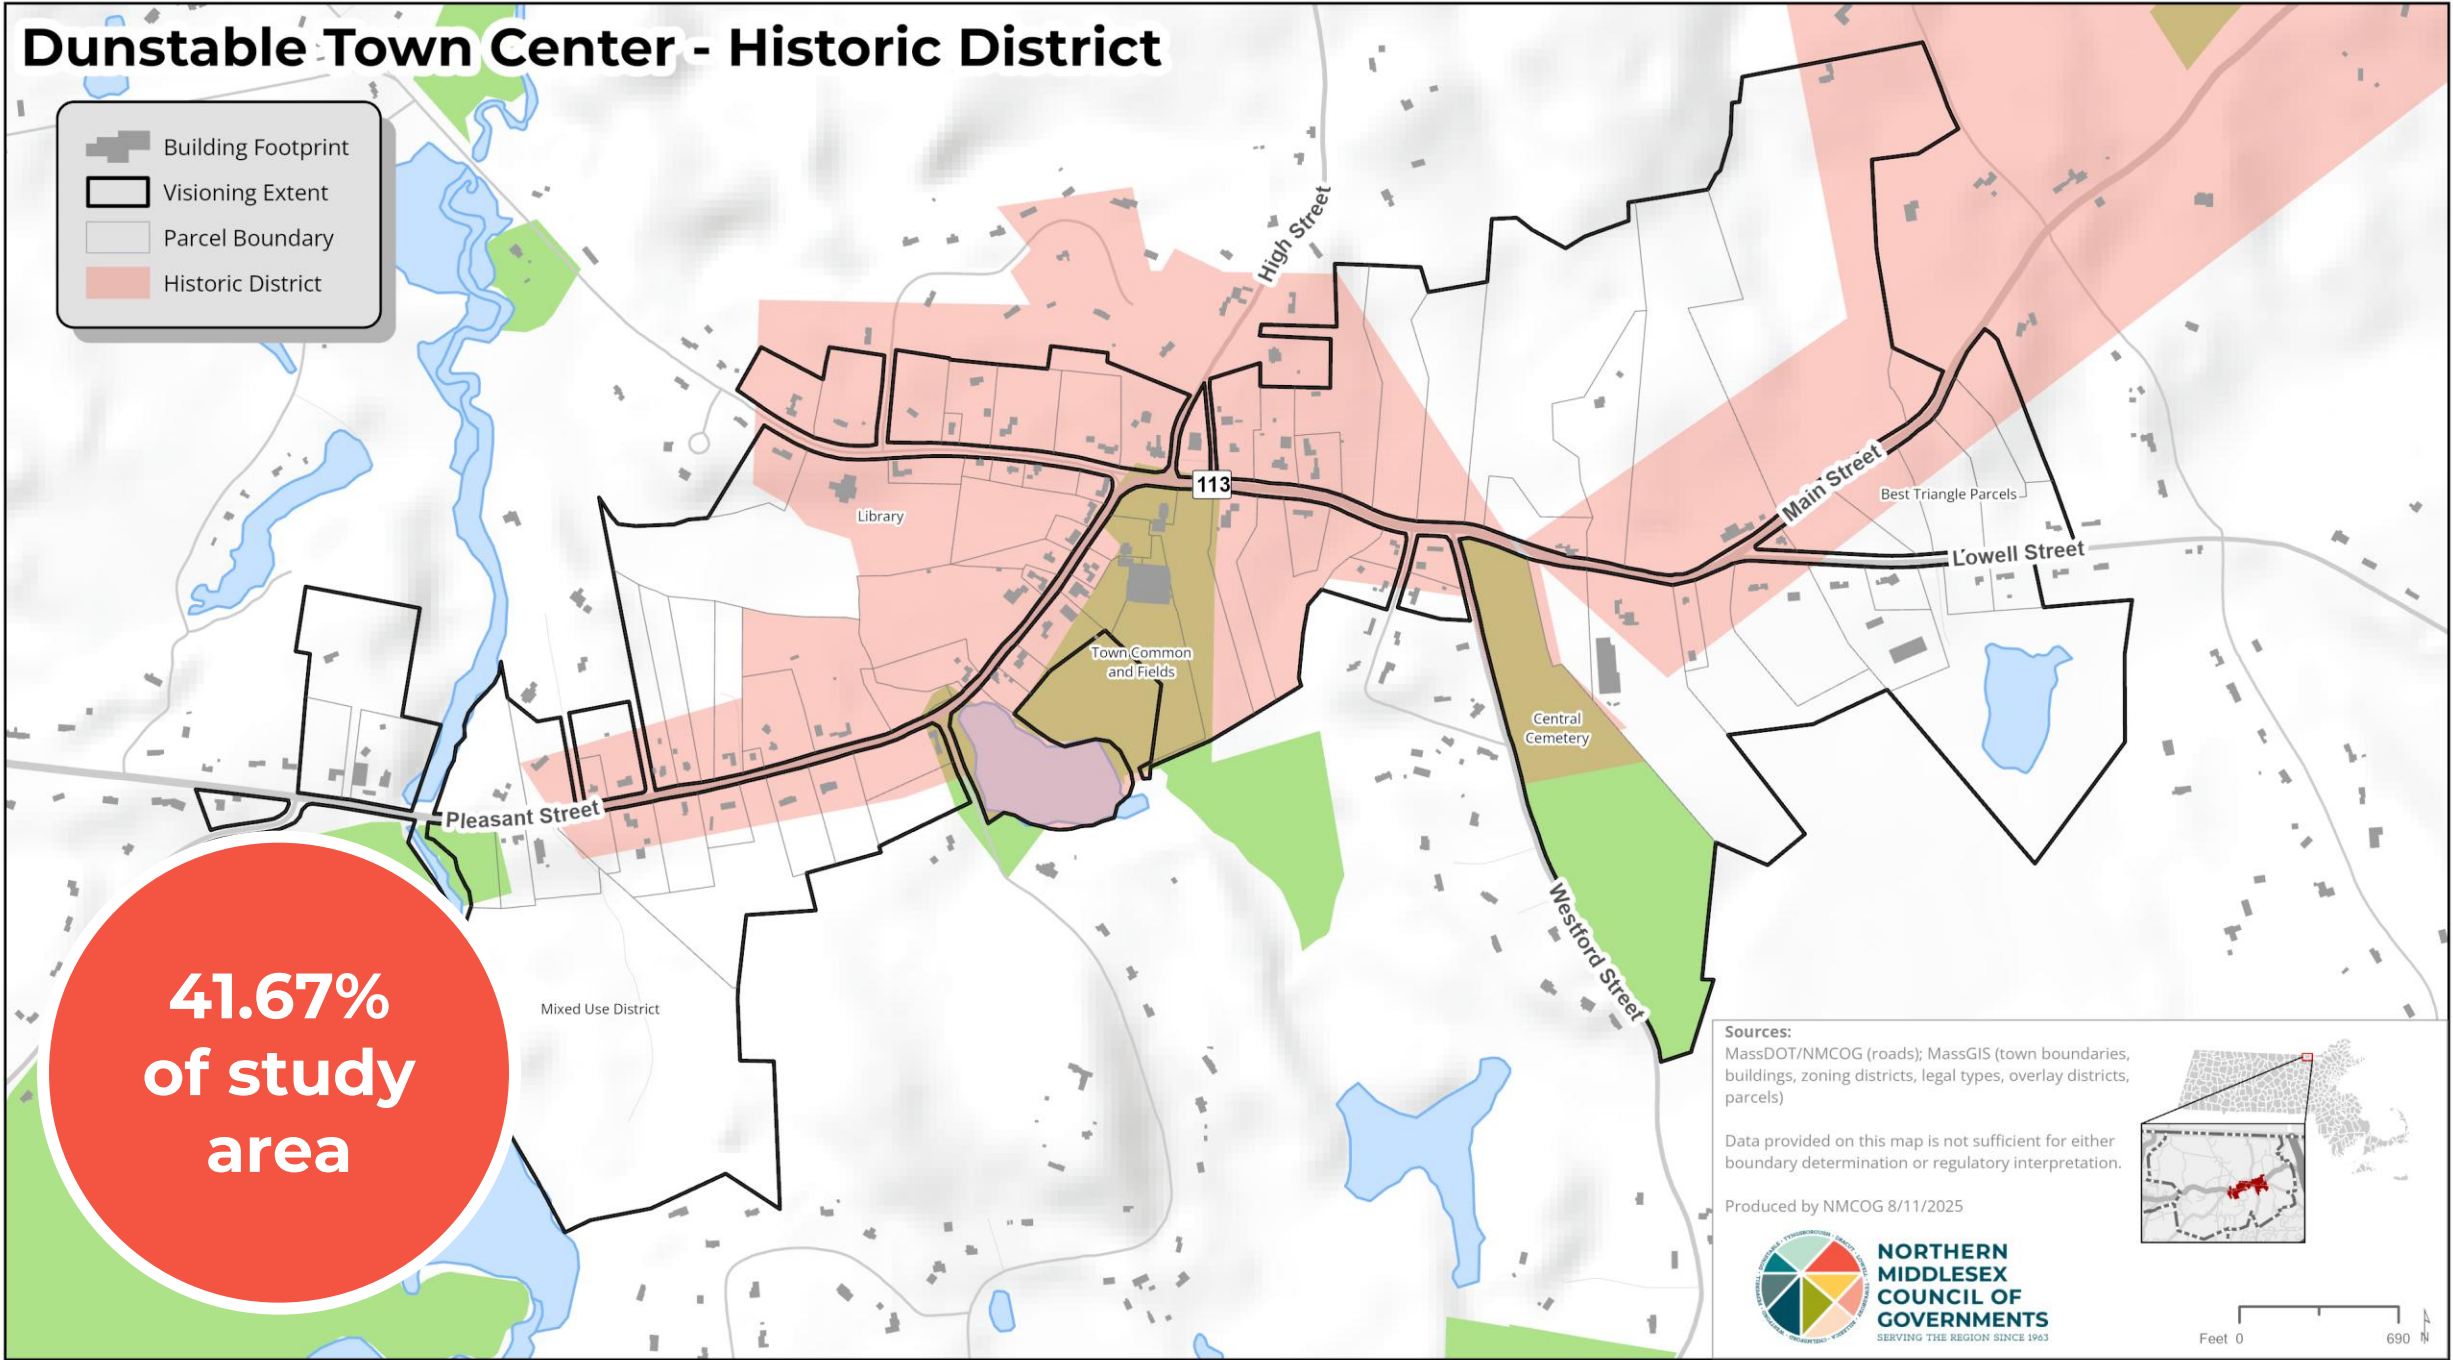 Dunstable Town Center - Historic District
Building Footprint
Visioning Extent
Parcel Boundary
Historic District
High Street
113
Library
Main Street
Best Triangle Parcels
Lowell Street
Town Common
and Fields
Central
Cemetery
Pleasant Street
Westford Street
Mixed Use District
41.67%
of study
area
Sources:
MassDOT/NMCOG (roads); MassGIS (town boundaries,
buildings, zoning districts, legal types, overlay districts,
parcels)
Data provided on this map is not sufficient for either
boundary determination or regulatory interpretation.
Produced by NMCOG 8/11/2025
NORTHERN
MIDDLESEX
COUNCIL OF
GOVERNMENTS
SERVING THE REGION SINCE 1963
Feet 0 690 N